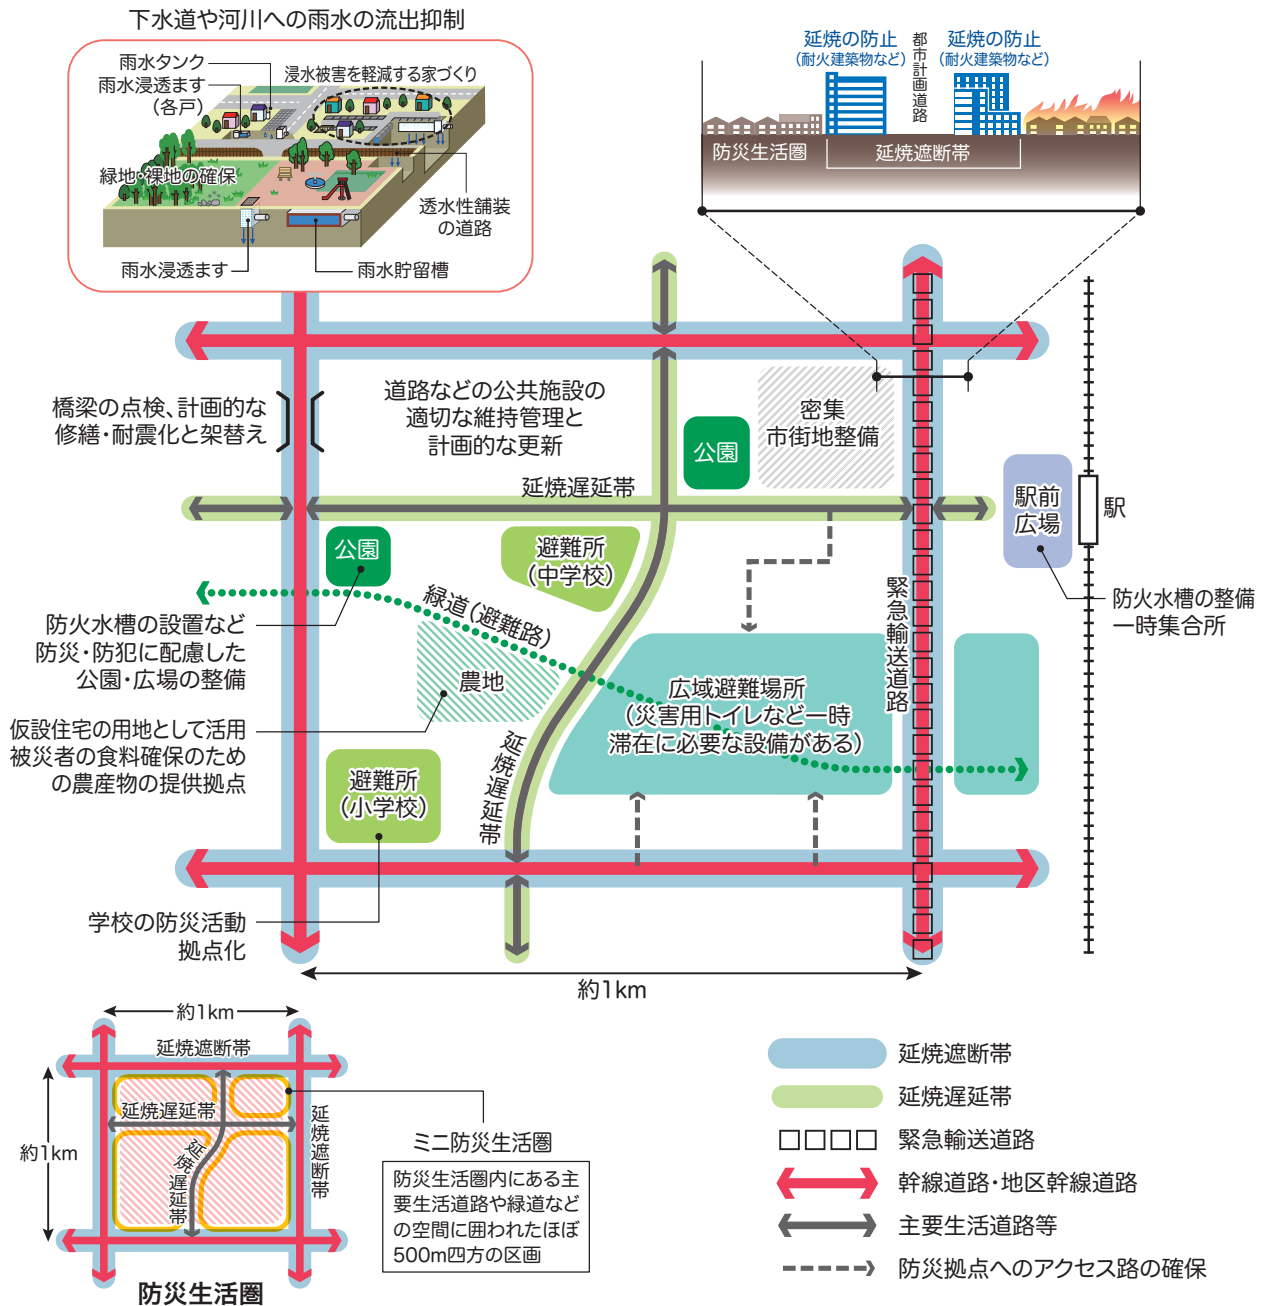 下水道や河川への雨水の流出抑制
雨水タンク
雨水浸透ます
(各戸)
浸水被害を軽減する家づくり
緑地・裸地の確保
透水性舗装
の道路
雨水浸透ます
雨水貯留槽
延焼の防止
(耐火建築物など)
都市計画道路
延焼の防止
(耐火建築物など)
防災生活圏
延焼遮断帯
橋梁の点検、計画的な
修繕・耐震化と架替え
道路などの公共施設の
適切な維持管理と
計画的な更新
公園
密集
市街地整備
延焼遅延帯
駅前
広場
駅
公園
避難所
(中学校)
緑道(避難路)
緊急輸送道路
防火水槽の整備
一時集合所
防火水槽の設置など
防災・防犯に配慮した
公園・広場の整備
農地
広域避難場所
(災害用トイレなど一時
滞在に必要な設備がある)
仮設住宅の用地として活用
被災者の食料確保のため
の農産物の提供拠点
延焼遅延帯
避難所
(小学校)
学校の防災活動
拠点化
約1km
約1km
延焼遮断帯
延焼遅延帯
延焼遮断帯
約1km
延焼遅延帯
ミニ防災生活圏
防災生活圏内にある主
要生活道路や緑道など
の空間に囲われたほぼ
500m四方の区画
防災生活圏
延焼遮断帯
延焼遅延帯
緊急輸送道路
幹線道路・地区幹線道路
主要生活道路等
防災拠点へのアクセス路の確保